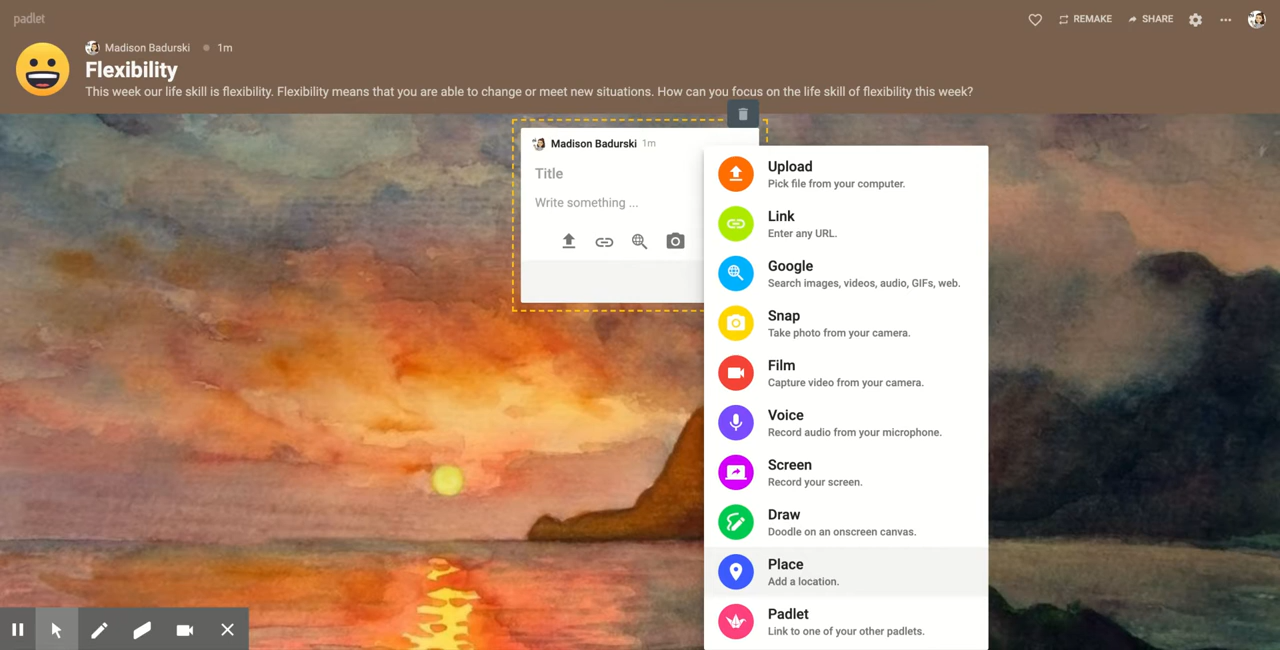 padlet
REMAKE
SHARE
Madison Badurski 1m
Flexibility
This week our life skill is flexibility. Flexibility means that you are able to change or meet new situations. How can you focus on the life skill of flexibility this week?
Madison Badurski 1m
Title
Write something ...
Upload
Pick file from your computer.
Link
Enter any URL.
Google
Search images, videos, audio, GIFs, web.
Snap
Take photo from your camera.
Film
Capture video from your camera.
Voice
Record audio from your microphone.
Screen
Record your screen.
Draw
Doodle on an onscreen canvas.
Place
Add a location.
Padlet
Link to one of your other padlets.